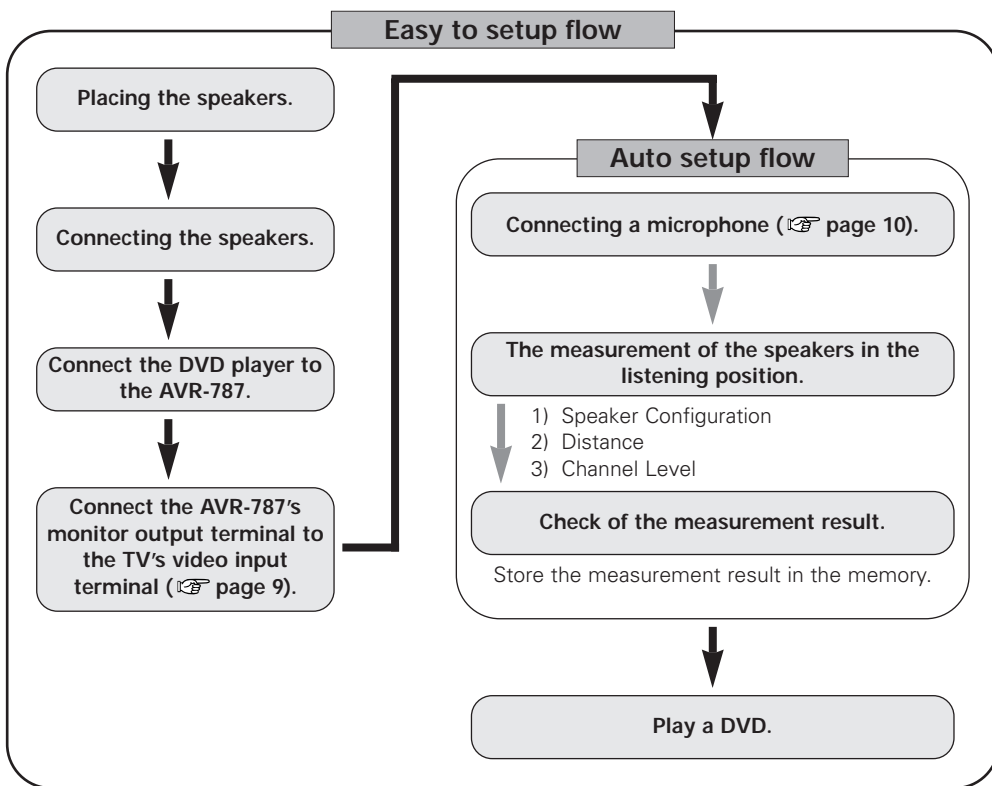 Easy to setup flow
Placing the speakers.
Connecting the speakers.
Connect the DVD player to
the AVR-787.
Connect the AVR-787’s
monitor output terminal to
the TV’s video input
terminal (☞ page 9).
Auto setup flow
Connecting a microphone (☞ page 10).
The measurement of the speakers in the
listening position.
1) Speaker Configuration
2) Distance
3) Channel Level
Check of the measurement result.
Store the measurement result in the memory.
Play a DVD.